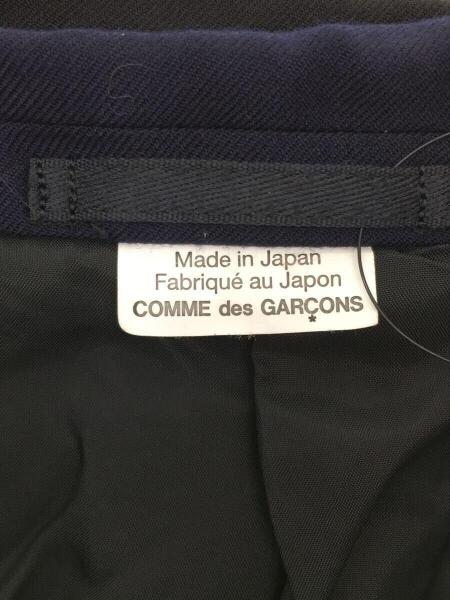 Made in Japan
Fabriqué au Japon
COMME des GARÇONS
*